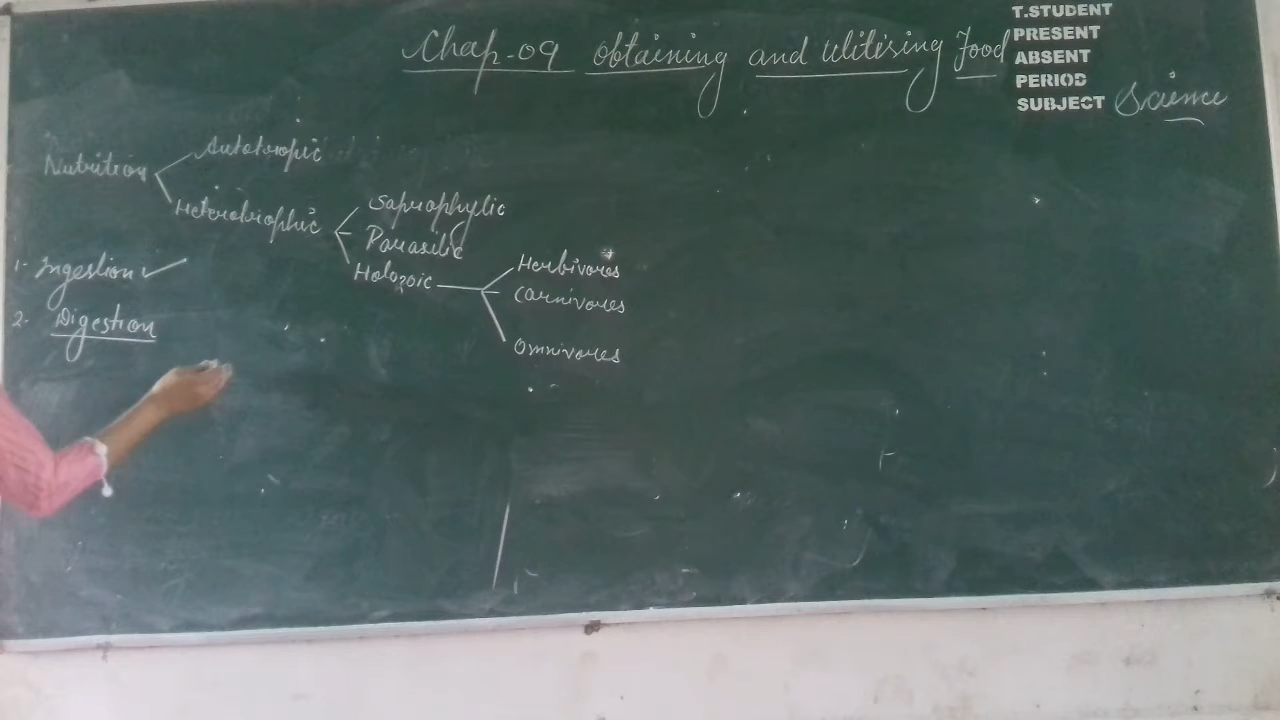 Chap-09 obtaining and Utitising Food
T.STUDENT
PRESENT
ABSENT
PERIOD
SUBJECT Science
Nutrition
Autotropic
Heterotrophic
Saprophytic
Parasitic
Holozoic
Herbivores
Carnivores
Omnivores
1. Ingestion ✓
2. Digestion